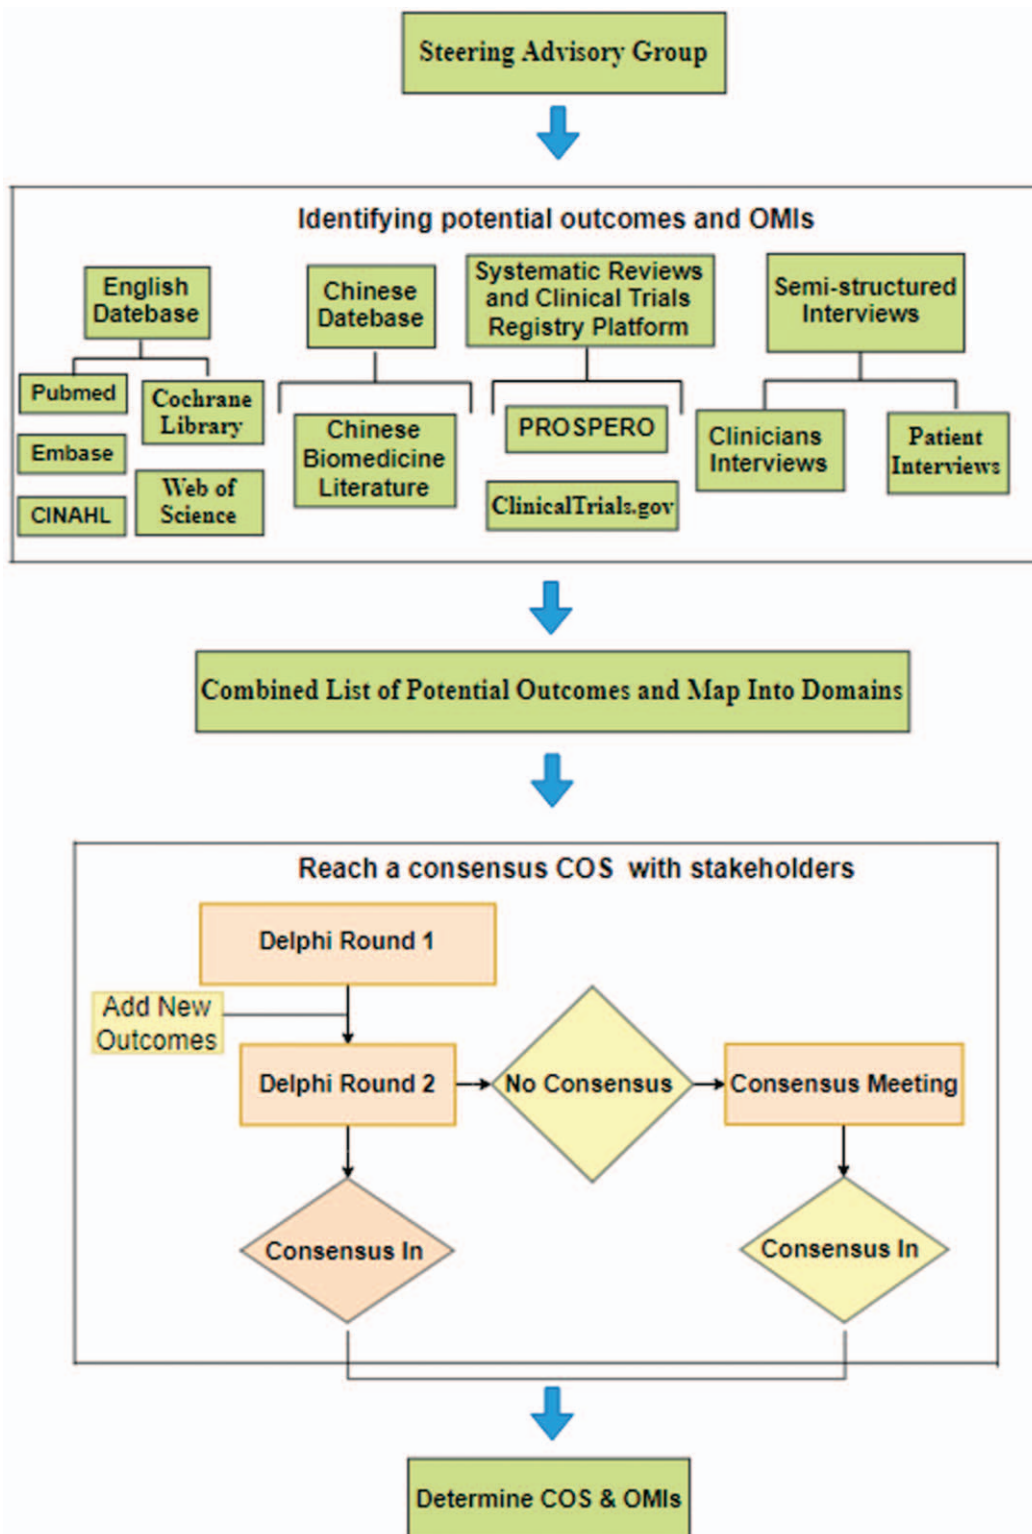 Steering Advisory Group
Identifying potential outcomes and OMIs
English
Datebase
Pubmed
Embase
CINAHL
Cochrane
Library
Web of
Science
Chinese
Datebase
Chinese
Biomedicine
Literature
Systematic Reviews
and Clinical Trials
Registry Platform
PROSPERO
ClinicalTrials.gov
Semi-structured
Interviews
Clinicians
Interviews
Patient
Interviews
Combined List of Potential Outcomes and Map Into Domains
Reach a consensus COS with stakeholders
Delphi Round 1
Add New
Outcomes
Delphi Round 2
No Consensus
Consensus Meeting
Consensus In
Consensus In
Determine COS & OMIs